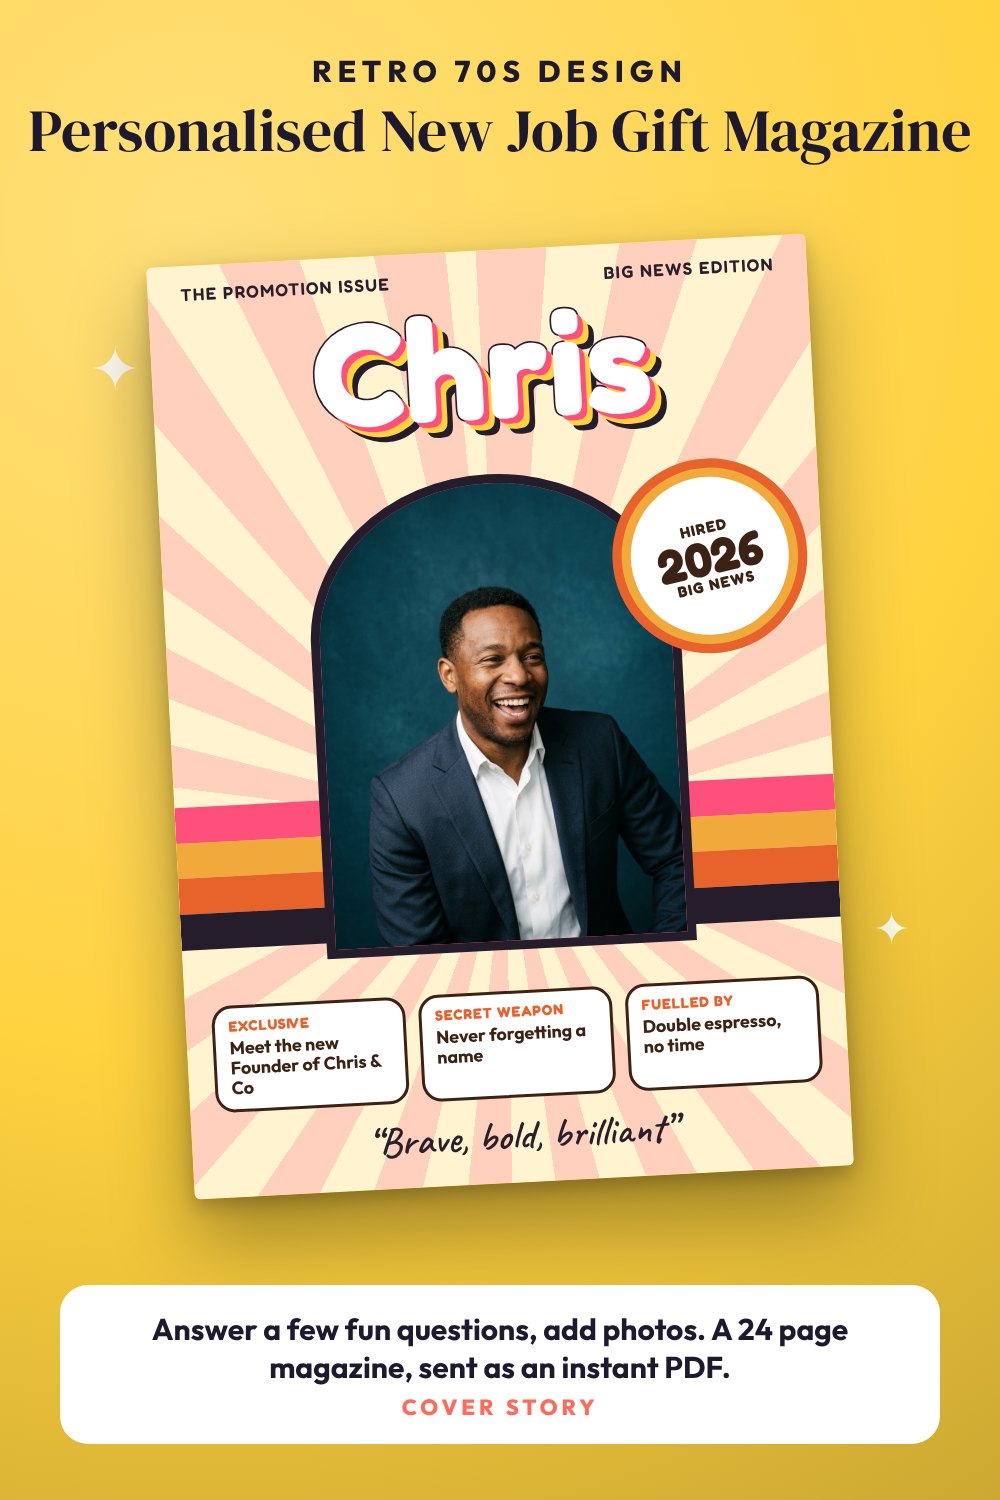 RETRO 70S DESIGN
Personalised New Job Gift Magazine
THE PROMOTION ISSUE
BIG NEWS EDITION
Chris
HIRED
2026
BIG NEWS
EXCLUSIVE
Meet the new
Founder of Chris &
Co
SECRET WEAPON
Never forgetting a
name
FUELLED BY
Double espresso,
no time
“Brave, bold, brilliant”
Answer a few fun questions, add photos. A 24 page
magazine, sent as an instant PDF.
COVER STORY